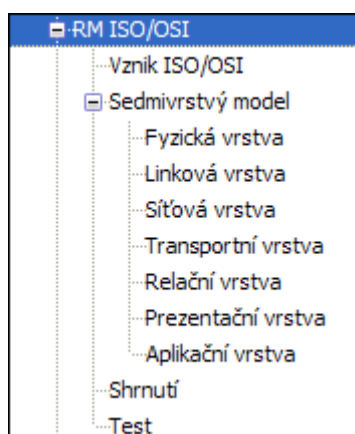 RM ISO/OSI
Vznik ISO/OSI
Sedmivrstvý model
Fyzická vrstva
Linková vrstva
Síťová vrstva
Transportní vrstva
Relační vrstva
Prezentační vrstva
Aplikační vrstva
Shrnutí
Test